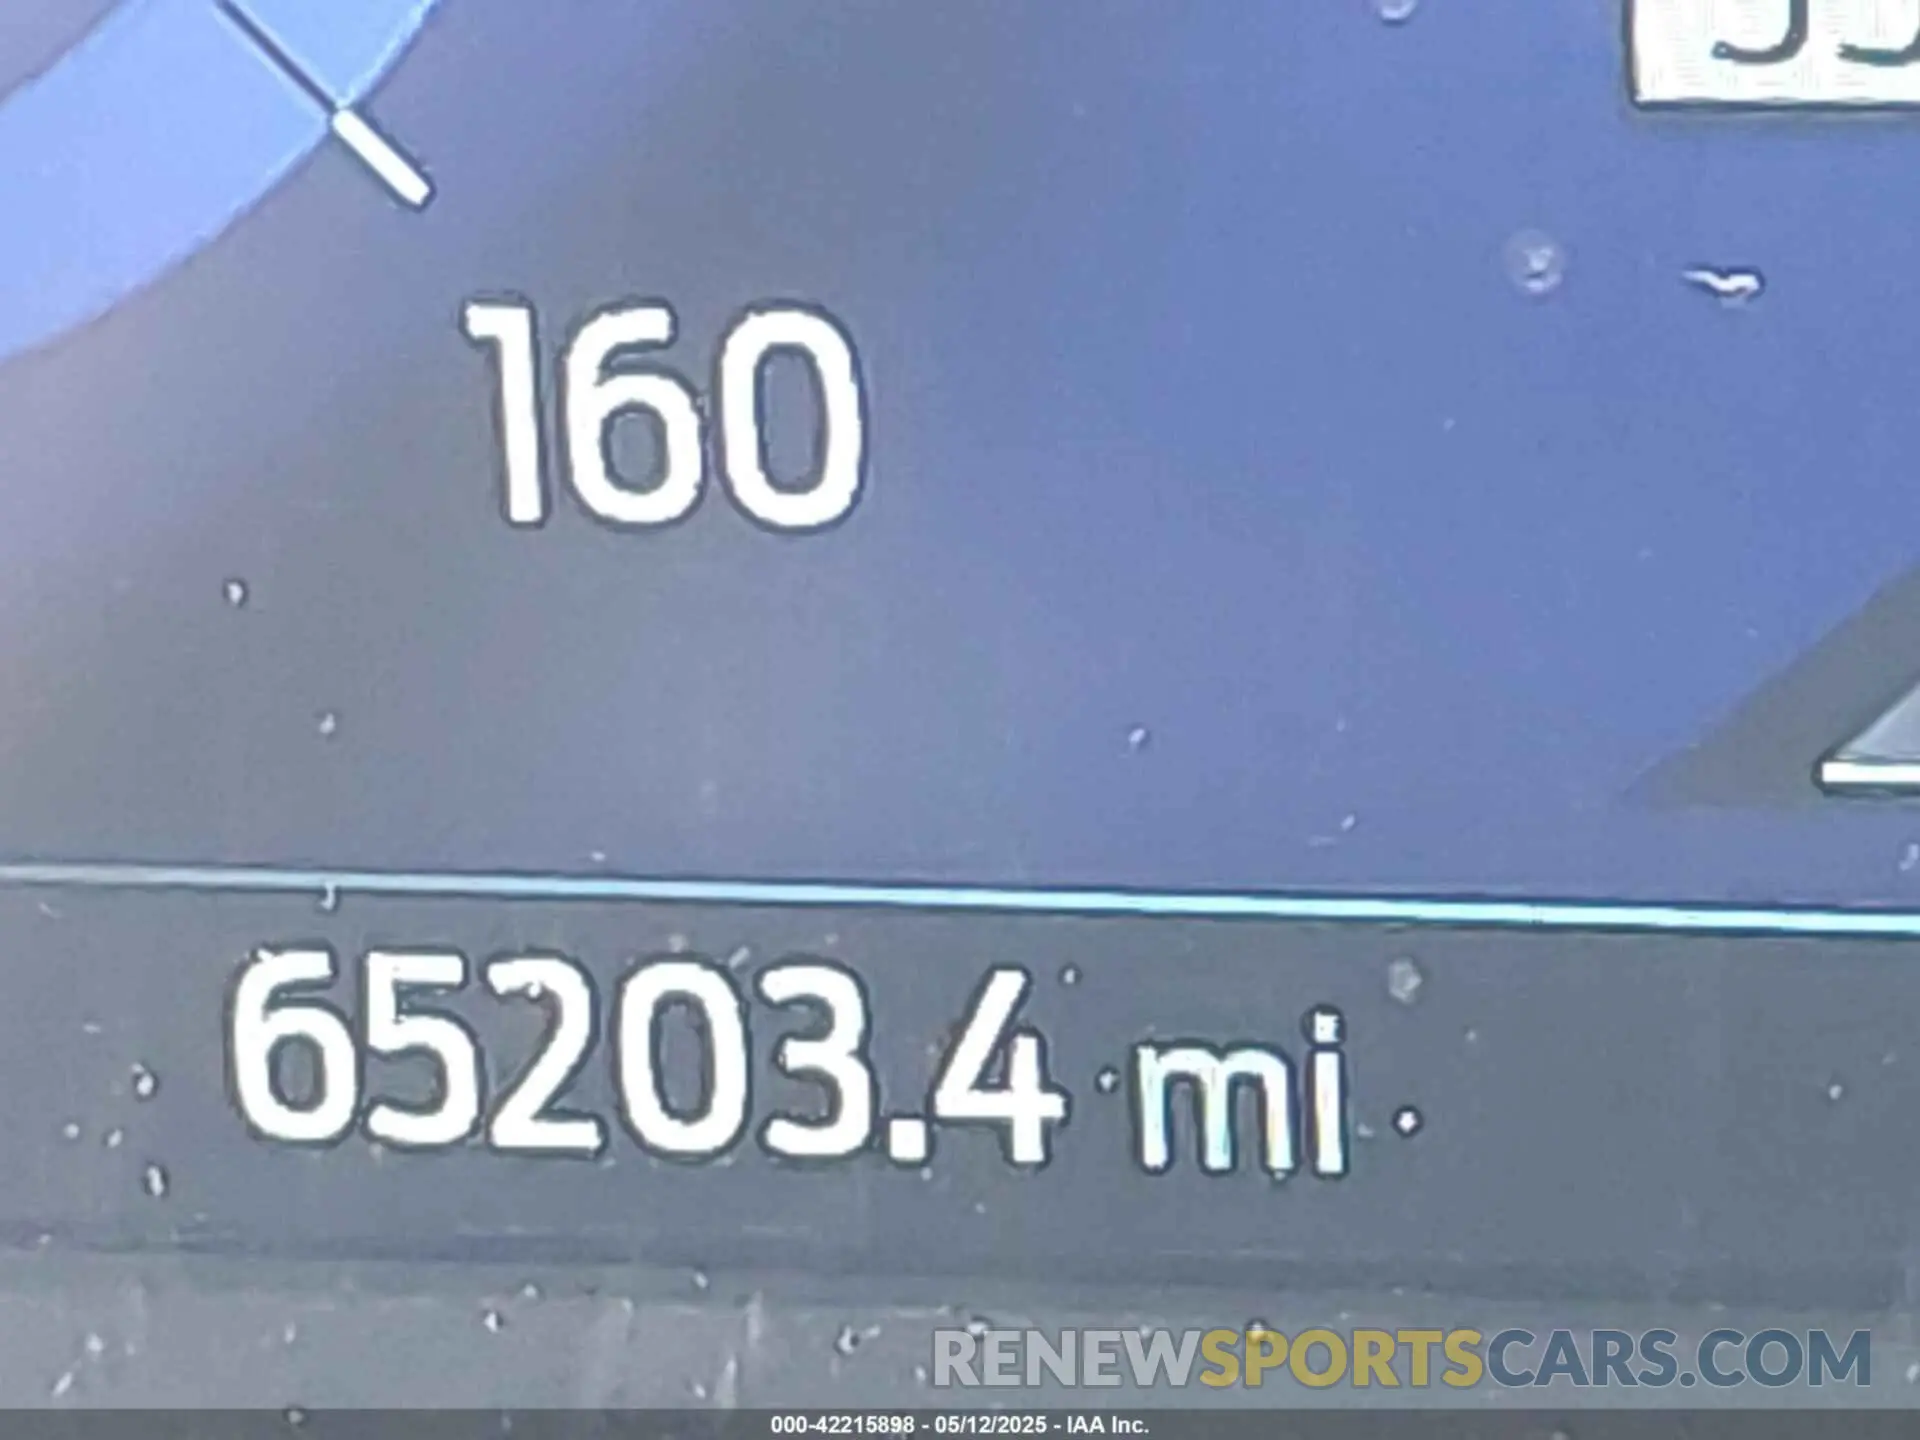 160
65203.4 mi
RENEWSPORTSCARS.COM
000-42215898 - 05/12/2025 - IAA Inc.